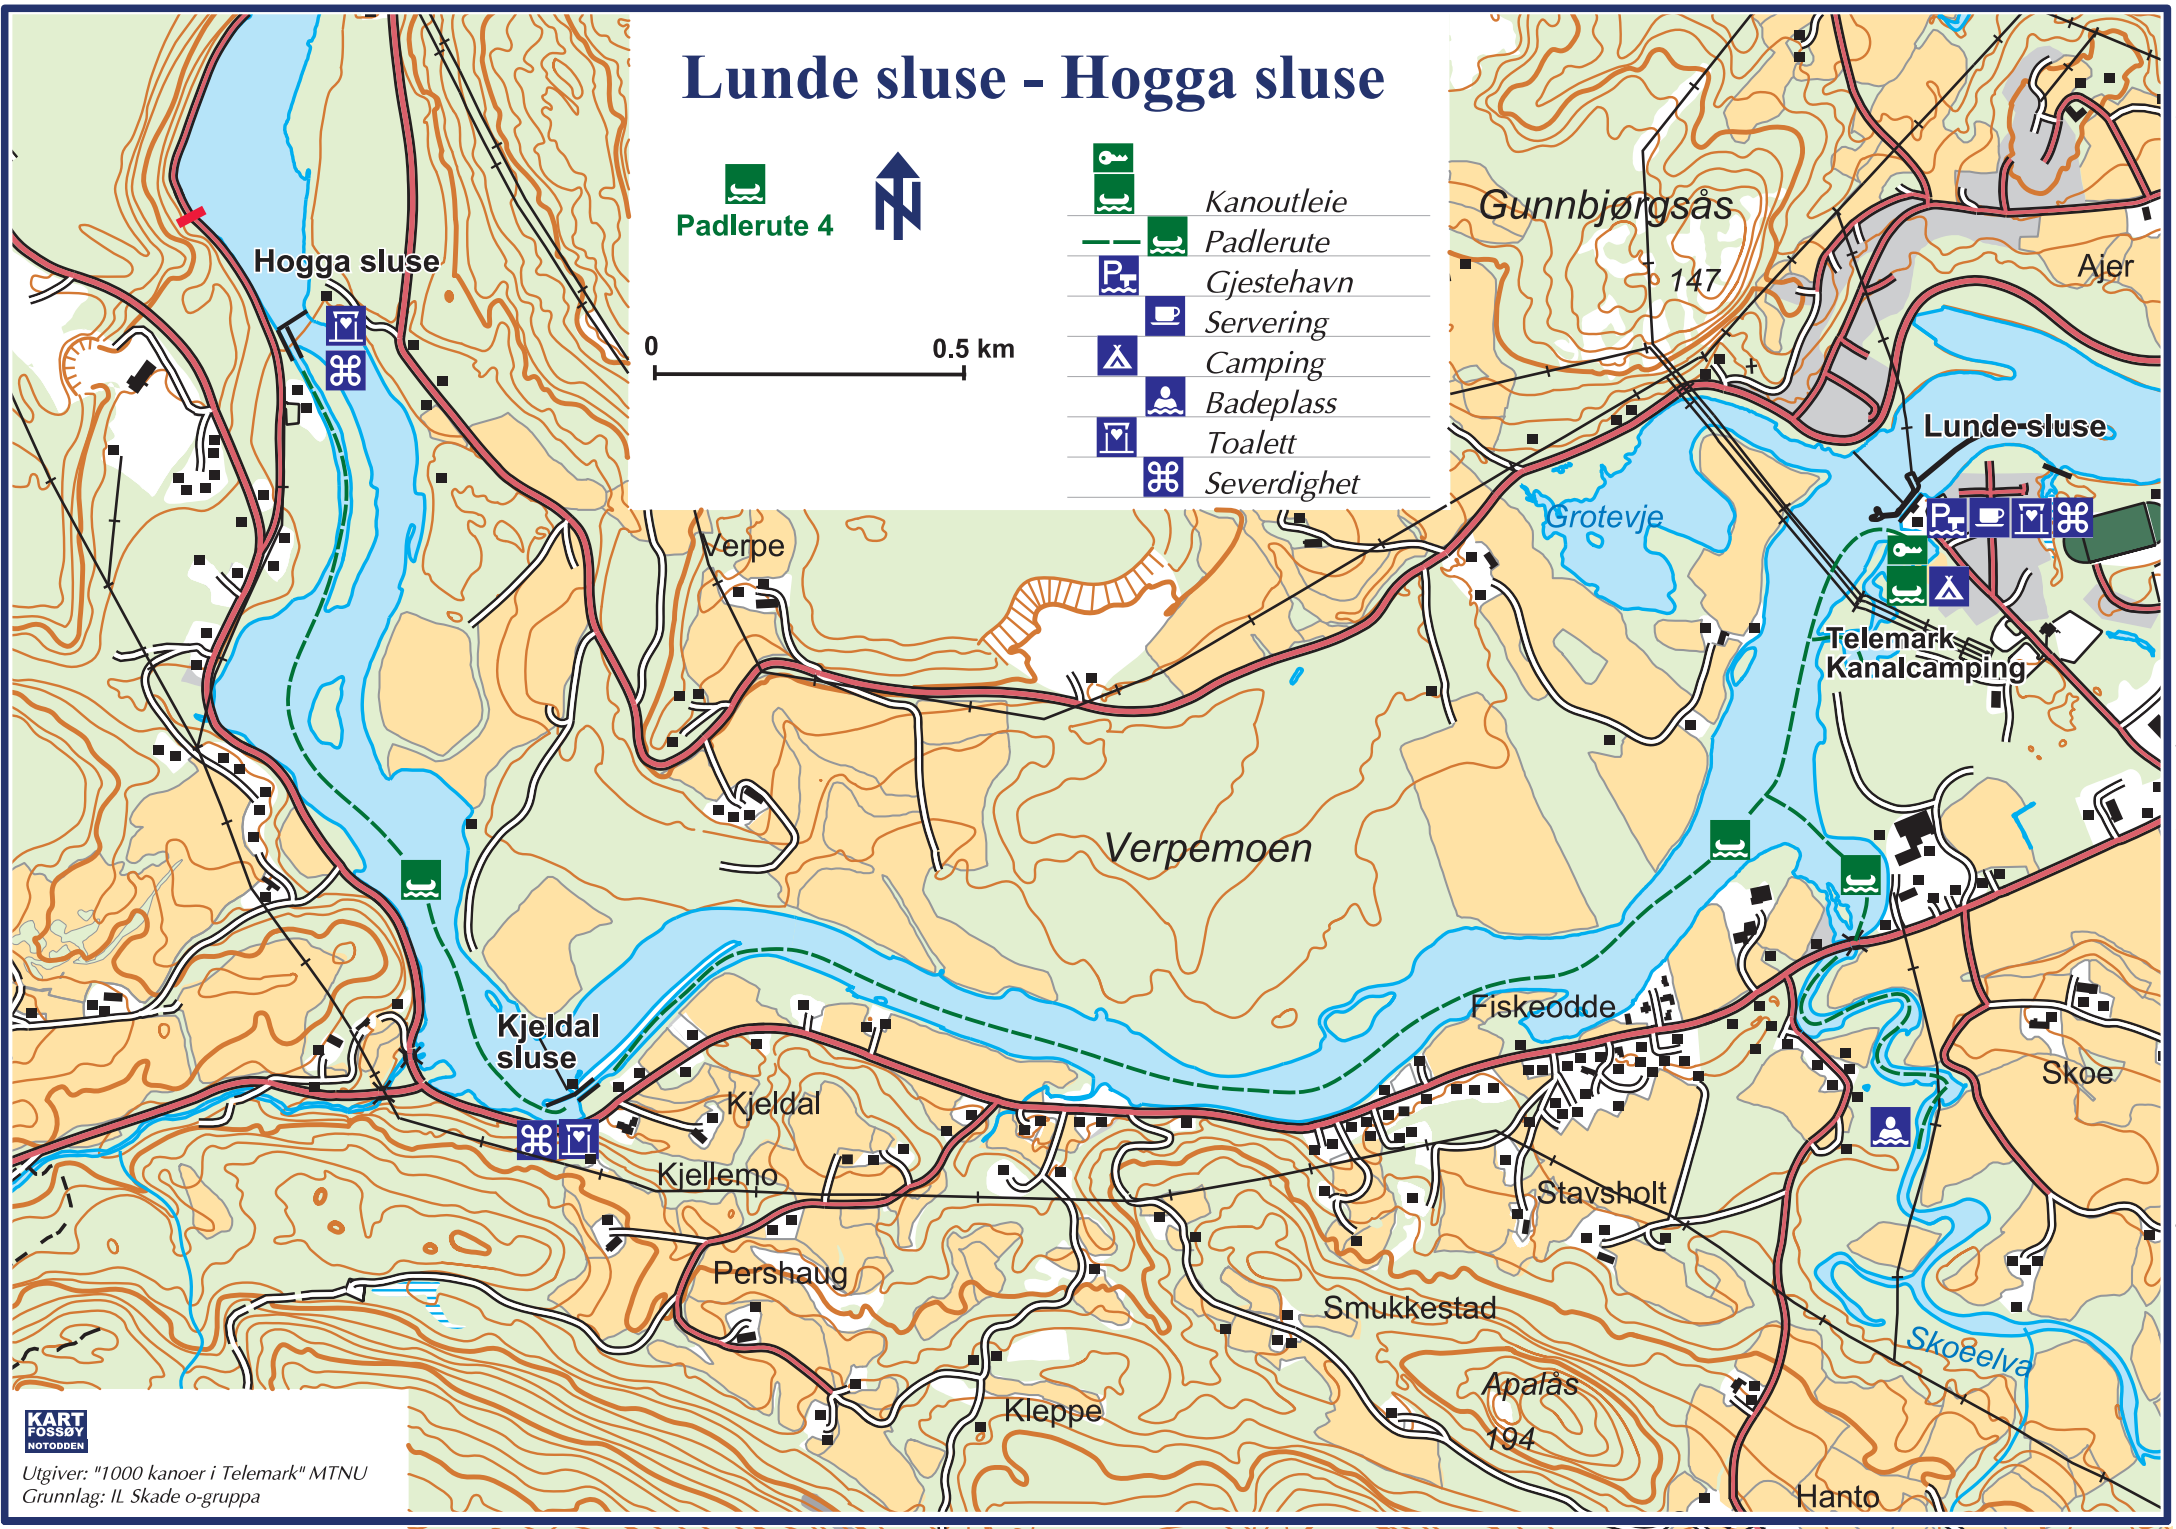 Lunde sluse - Hogga sluse
Padlerute 4
N
0
0.5 km
Kanoutleie
Padlerute
P
Gjestehavn
Servering
Camping
Badeplass
Toalett
Severdighet
Gunnbjørgsås
147
Ajer
Hogga sluse
Lunde sluse
Grotevje
P
Verpe
Telemark
Kanalcamping
Verpemoen
Fiskeodde
Kjeldal
sluse
Skoe
Kjeldal
Kjellemo
Stavsholt
Pershaug
Smukkestad
Skoeelva
Apalås
194
Kleppe
Hanto
KART
FOSSØY
NOTODDEN
Utgiver: "1000 kanoer i Telemark" MTNU
Grunnlag: IL Skade o-gruppa